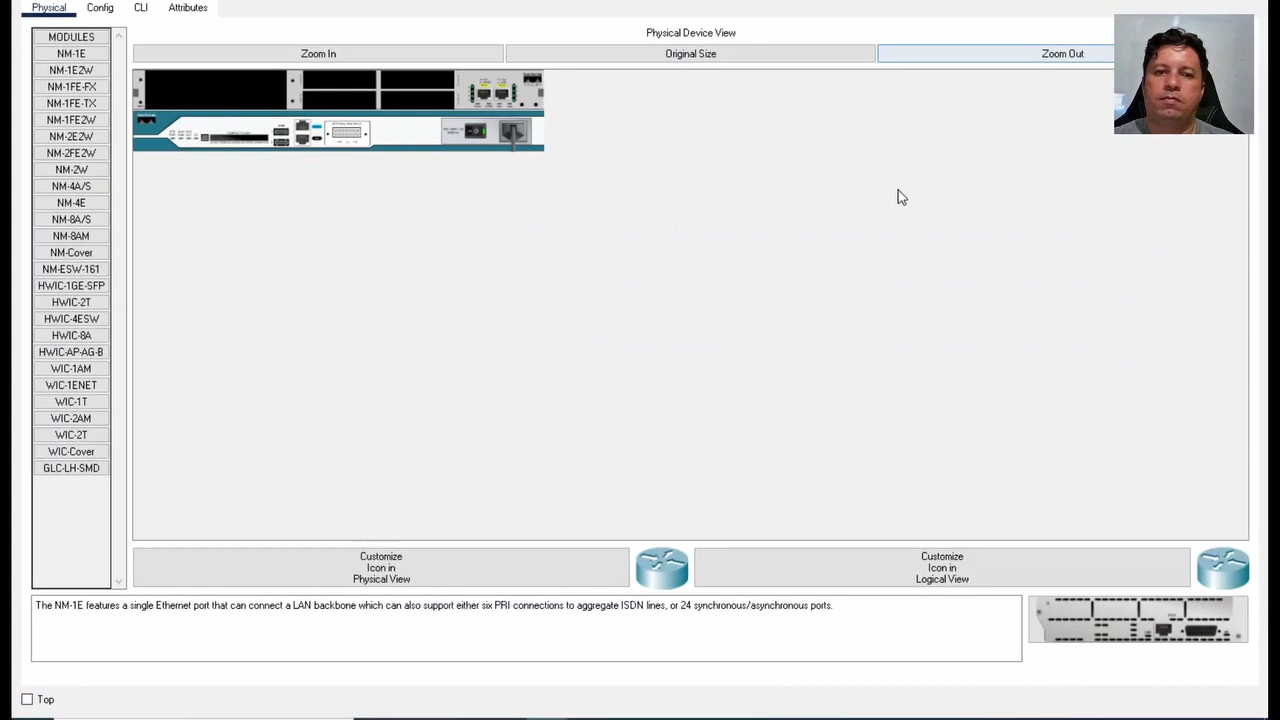 Physical Config CLI Attributes
Physical Device View
Zoom In Original Size Zoom Out
MODULES
NM-1E
NM-1E2W
NM-1FE-FX
NM-1FE-TX
NM-1FE2W
NM-2E2W
NM-2FE2W
NM-2W
NM-4A/S
NM-4E
NM-8A/S
NM-8AM
NM-Cover
NM-ESW-161
HWIC-1GE-SFP
HWIC-2T
HWIC-4ESW
HWIC-8A
HWIC-AP-AG-B
WIC-1AM
WIC-1ENET
WIC-1T
WIC-2AM
WIC-2T
WIC-Cover
GLC-LH-SMD
Customize
Icon in
Physical View
Customize
Icon in
Logical View
The NM-1E features a single Ethernet port that can connect a LAN backbone which can also support either six PRI connections to aggregate ISDN lines, or 24 synchronous/asynchronous ports.
Top